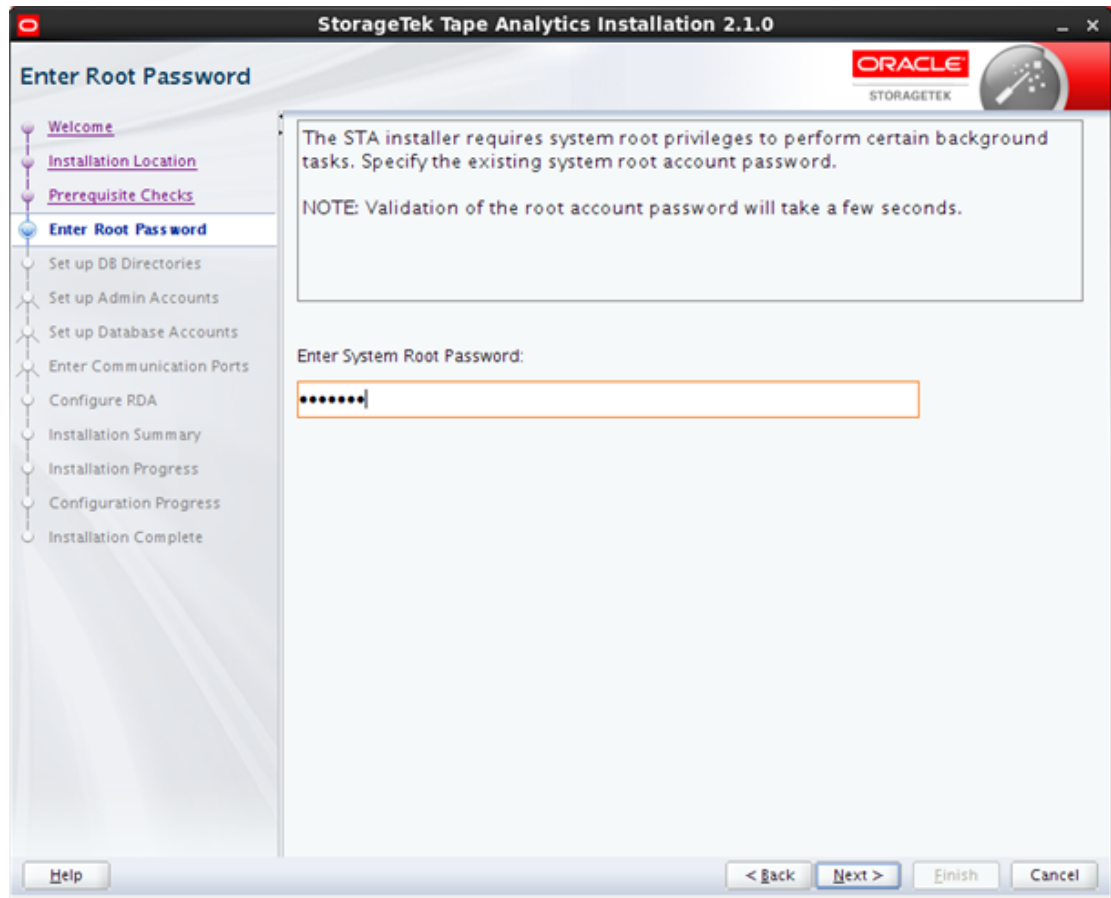 StorageTek Tape Analytics Installation 2.1.0
Enter Root Password
ORACLE
STORAGETEK
Welcome
Installation Location
Prerequisite Checks
Enter Root Password
Set up DB Directories
Set up Admin Accounts
Set up Database Accounts
Enter Communication Ports
Configure RDA
Installation Summary
Installation Progress
Configuration Progress
Installation Complete
The STA installer requires system root privileges to perform certain background
tasks. Specify the existing system root account password.
NOTE: Validation of the root account password will take a few seconds.
Enter System Root Password:
•••••••
Help
< Back
Next >
Finish
Cancel